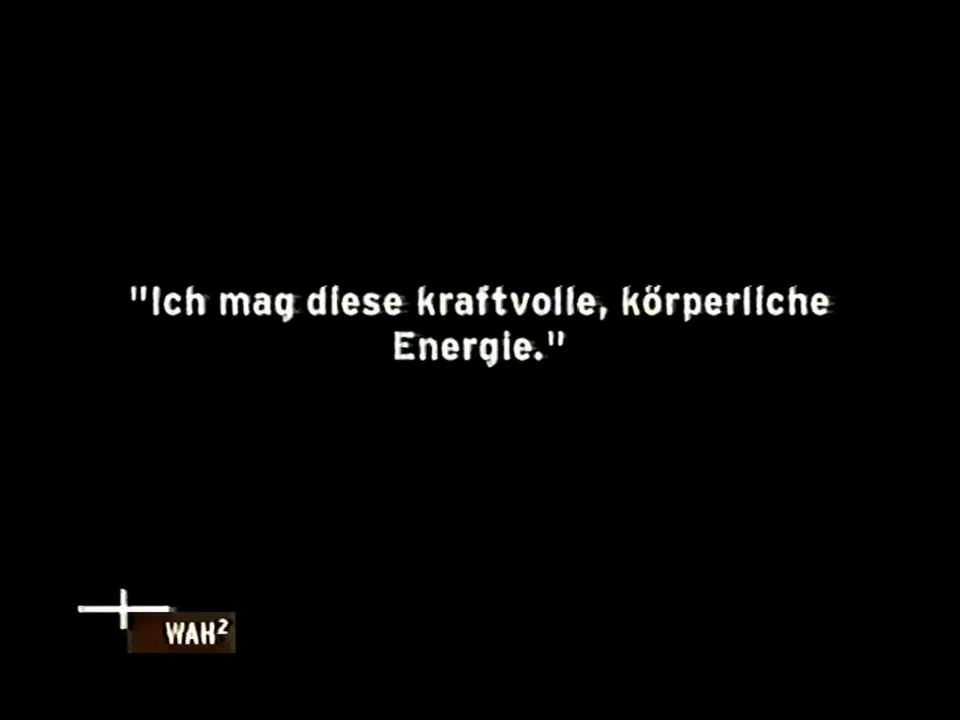 "Ich mag diese kraftvolle, körperliche
Energie."
WAH²